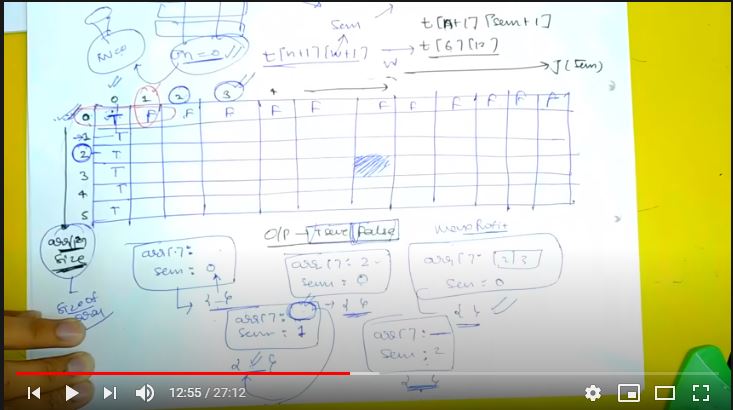 Sum
t[n+1][sum+1]
t[n+1][w+1]
t[6][12]
w
n=0
J(sum)
0 1 2 3 4
0 T F F F F F F F F F F
1 T
2 T
3 T
4 T
5 T
arr[]
size
size of
array
O/P → True False
arr[]:
sum: 0
arr[]: 2
sum: 0
arr[]: 2 3
sum: 0
arr[]:
sum: 1
arr[]:
sum: 2
12:55 / 27:12